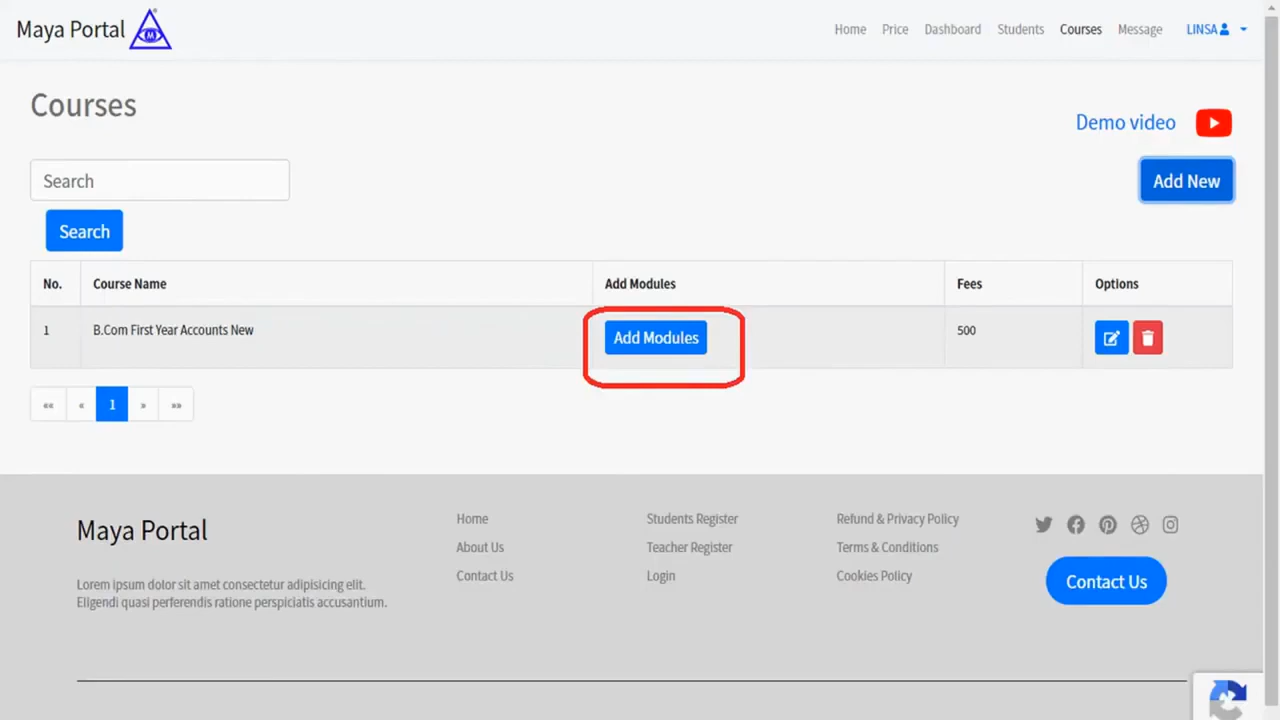 Maya Portal
M
Home Price Dashboard Students Courses Message LINSA
Courses
Demo video
Search
Add New
Search
No. Course Name Add Modules Fees Options
1 B.Com First Year Accounts New Add Modules 500
«« « 1 » »»
Maya Portal
Lorem ipsum dolor sit amet consectetur adipisicing elit.
Eligendi quasi perferendis ratione perspiciatis accusantium.
Home
About Us
Contact Us
Students Register
Teacher Register
Login
Refund & Privacy Policy
Terms & Conditions
Cookies Policy
Contact Us